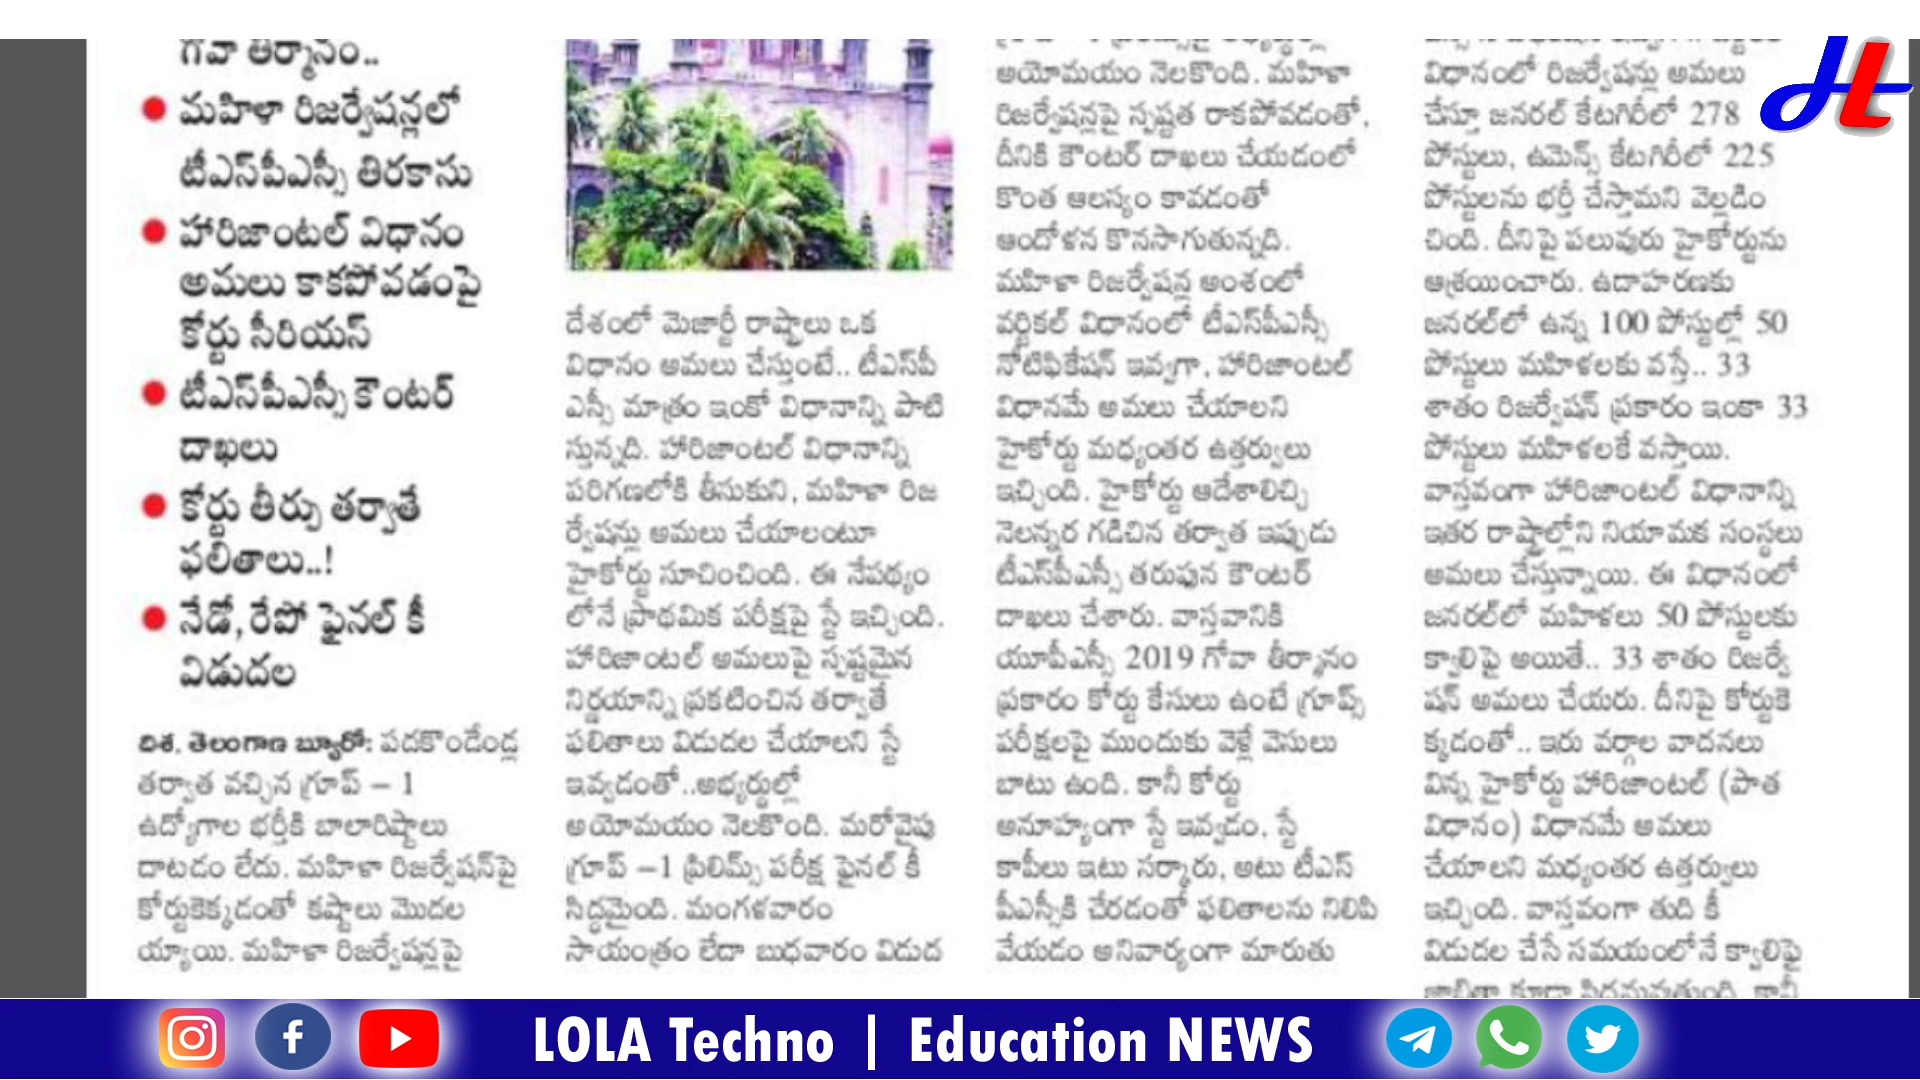 గోవా తీర్మానం..
మహిళా రిజర్వేషన్లలో
టీఎస్‌పీఎస్సీ తిరకాసు
హారిజాంటల్ విధానం
అమలు కాకపోవడంపై
కోర్టు సీరియస్
టీఎస్‌పీఎస్సీ కౌంటర్
దాఖలు
కోర్టు తీర్పు తర్వాతే
ఫలితాలు..!
నేడో, రేపో ఫైనల్ కీ
విడుదల
దిశ, తెలంగాణ బ్యూరో: పదకొండేండ్ల
తర్వాత వచ్చిన గ్రూప్ – 1
ఉద్యోగాల భర్తీకి బాలారిష్టాలు
దాటడం లేదు. మహిళా రిజర్వేషన్‌పై
కోర్టుకెక్కడంతో కష్టాలు మొదల
య్యాయి. మహిళా రిజర్వేషన్లపై
దేశంలో మెజార్టీ రాష్ట్రాలు ఒక
విధానం అమలు చేస్తుంటే.. టీఎస్‌పీ
ఎస్సీ మాత్రం ఇంకో విధానాన్ని పాటి
స్తున్నది. హారిజాంటల్ విధానాన్ని
పరిగణలోకి తీసుకుని, మహిళా రిజ
ర్వేషన్లు అమలు చేయాలంటూ
హైకోర్టు సూచించింది. ఈ నేపథ్యం
లోనే ప్రాథమిక పరీక్షపై స్టే ఇచ్చింది.
హారిజాంటల్ అమలుపై స్పష్టమైన
నిర్ణయాన్ని ప్రకటించిన తర్వాతే
ఫలితాలు విడుదల చేయాలని స్టే
ఇవ్వడంతో..అభ్యర్థుల్లో
అయోమయం నెలకొంది. మరోవైపు
గ్రూప్ –1 ప్రిలిమ్స్ పరీక్ష ఫైనల్ కీ
సిద్ధమైంది. మంగళవారం
సాయంత్రం లేదా బుధవారం విడుద
అయోమయం నెలకొంది. మహిళా
రిజర్వేషన్లపై స్పష్టత రాకపోవడంతో,
దీనికి కౌంటర్ దాఖలు చేయడంలో
కొంత ఆలస్యం కావడంతో
ఆందోళన కొనసాగుతున్నది.
మహిళా రిజర్వేషన్ల అంశంలో
వర్టికల్ విధానంలో టీఎస్‌పీఎస్సీ
నోటిఫికేషన్ ఇవ్వగా, హారిజాంటల్
విధానమే అమలు చేయాలని
హైకోర్టు మధ్యంతర ఉత్తర్వులు
ఇచ్చింది. హైకోర్టు ఆదేశాలిచ్చి
నెలన్నర గడిచిన తర్వాత ఇప్పుడు
టీఎస్‌పీఎస్సీ తరుఫున కౌంటర్
దాఖలు చేశారు. వాస్తవానికి
యూపీఎస్సీ 2019 గోవా తీర్మానం
ప్రకారం కోర్టు కేసులు ఉంటే గ్రూప్స్
పరీక్షలపై ముందుకు వెళ్లే వెసులు
బాటు ఉంది. కానీ కోర్టు
అనూహ్యంగా స్టే ఇవ్వడం, స్టే
కాపీలు ఇటు సర్కారు, అటు టీఎస్
పీఎస్సీకి చేరడంతో ఫలితాలను నిలిపి
వేయడం అనివార్యంగా మారుతు
విధానంలో రిజర్వేషన్లు అమలు
చేస్తూ జనరల్ కేటగిరీలో 278
పోస్టులు, ఉమెన్స్ కేటగిరీలో 225
పోస్టులను భర్తీ చేస్తామని వెల్లడిం
చింది. దీనిపై పలువురు హైకోర్టును
ఆశ్రయించారు. ఉదాహరణకు
జనరల్‌లో ఉన్న 100 పోస్టుల్లో 50
పోస్టులు మహిళలకు వస్తే.. 33
శాతం రిజర్వేషన్ ప్రకారం ఇంకా 33
పోస్టులు మహిళలకే వస్తాయి.
వాస్తవంగా హారిజాంటల్ విధానాన్ని
ఇతర రాష్ట్రాల్లోని నియామక సంస్థలు
అమలు చేస్తున్నాయి. ఈ విధానంలో
జనరల్‌లో మహిళలు 50 పోస్టులకు
క్వాలిఫై అయితే.. 33 శాతం రిజర్వే
షన్ అమలు చేయరు. దీనిపై కోర్టుకె
క్కడంతో.. ఇరు వర్గాల వాదనలు
విన్న హైకోర్టు హారిజాంటల్ (పాత
విధానం) విధానమే అమలు
చేయాలని మధ్యంతర ఉత్తర్వులు
ఇచ్చింది. వాస్తవంగా తుది కీ
విడుదల చేసే సమయంలోనే క్వాలిఫై
LOLA Techno | Education NEWS